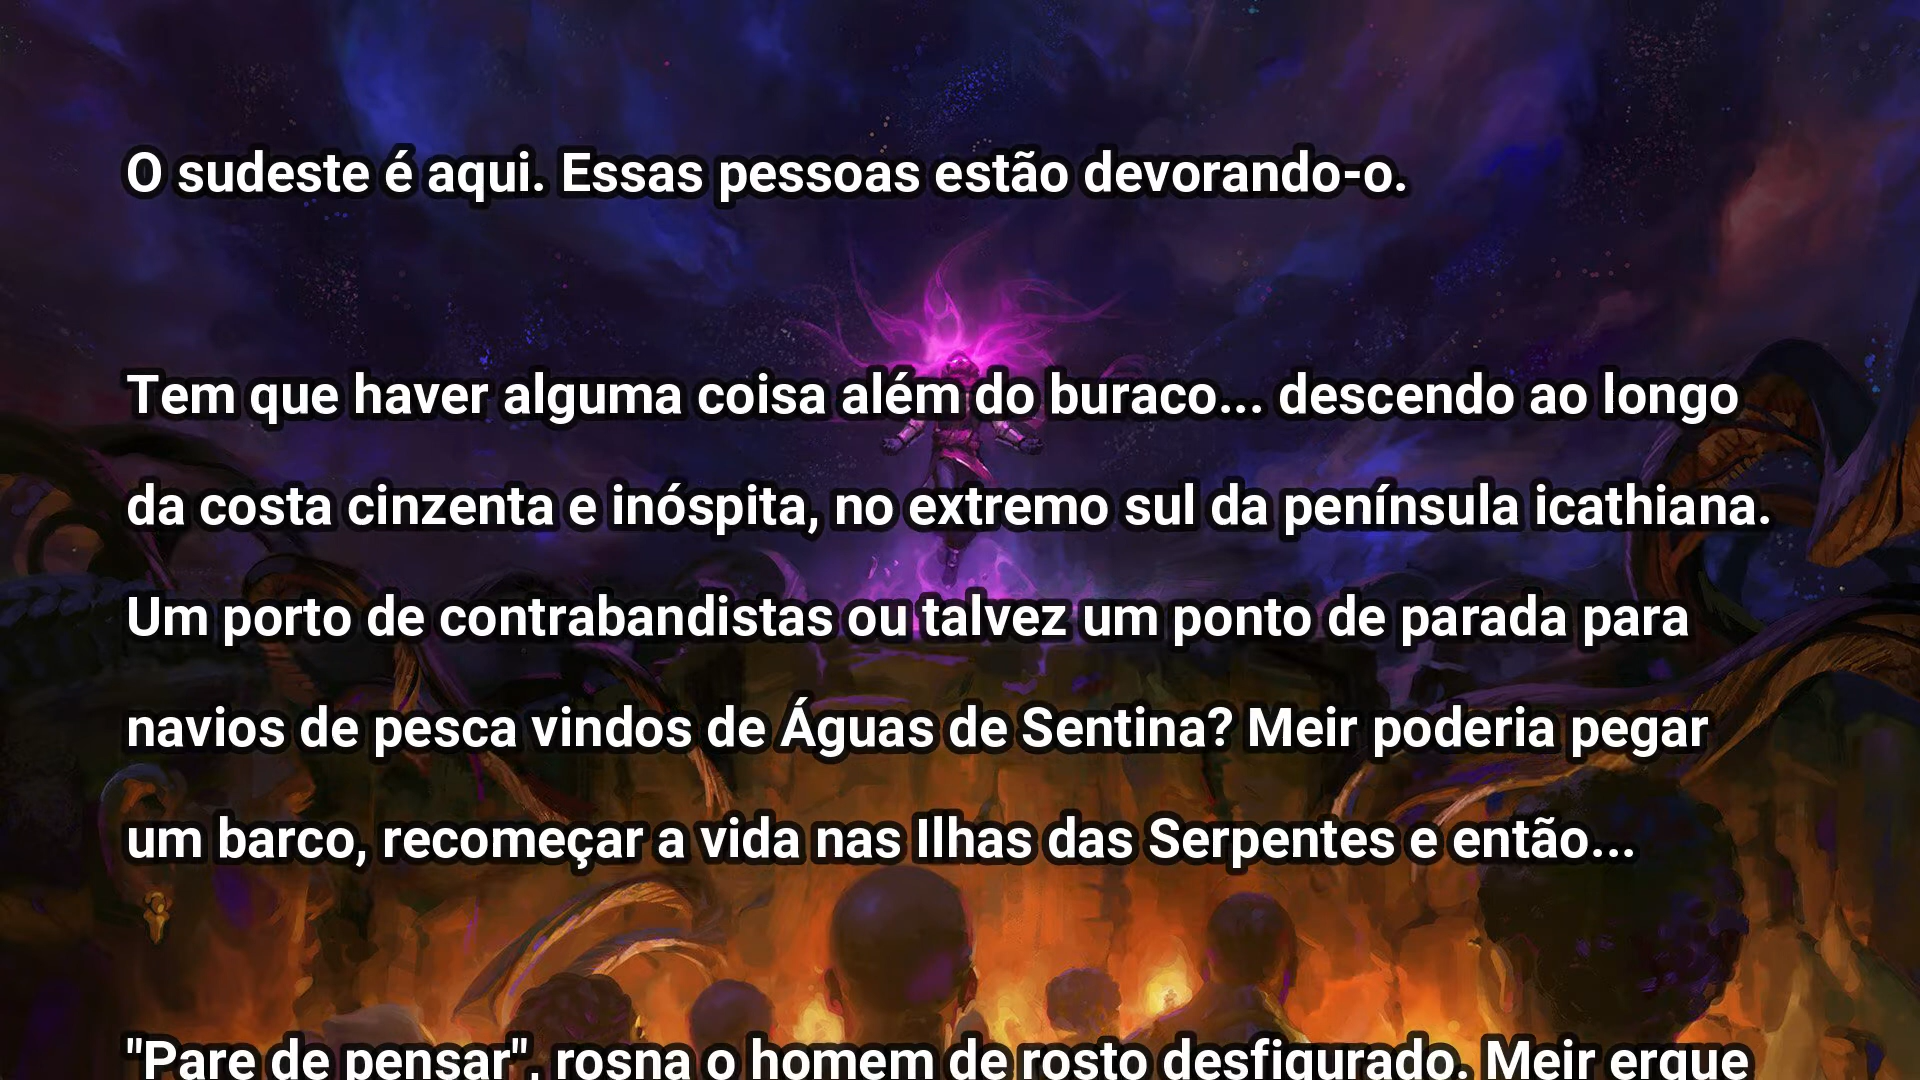 O sudeste é aqui. Essas pessoas estão devorando-o.
Tem que haver alguma coisa além do buraco... descendo ao longo
da costa cinzenta e inóspita, no extremo sul da península icathiana.
Um porto de contrabandistas ou talvez um ponto de parada para
navios de pesca vindos de Águas de Sentina? Meir poderia pegar
um barco, recomeçar a vida nas Ilhas das Serpentes e então...
"Pare de pensar", rosna o homem de rosto desfigurado. Meir ergue